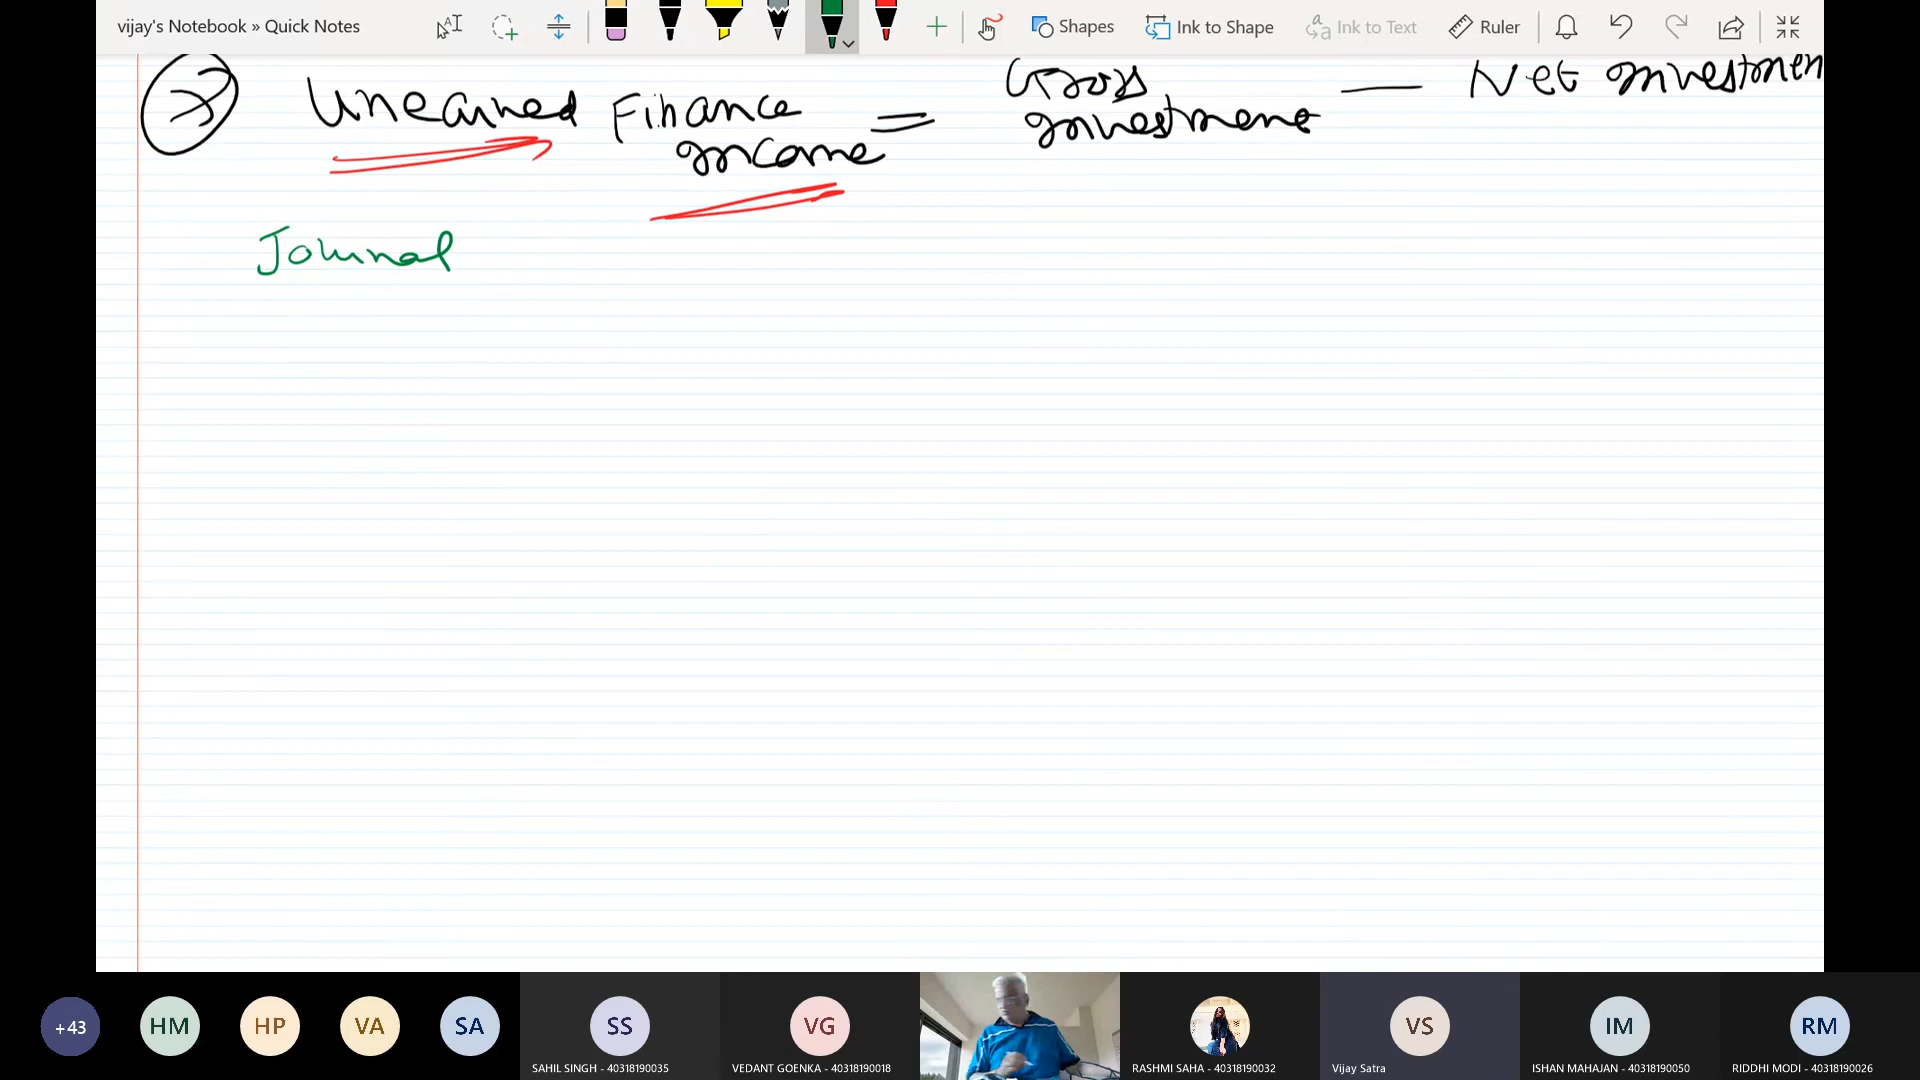 vijay's Notebook » Quick Notes
Shapes
Ink to Shape
Ink to Text
Ruler
Unearned Finance Income = Gross Investment — Net Investmen
Journal
+43
HM
HP
VA
SA
SS
VG
VS
IM
RM
SAHIL SINGH - 40318190035
VEDANT GOENKA - 40318190018
RASHMI SAHA - 40318190032
Vijay Satra
ISHAN MAHAJAN - 40318190050
RIDDHI MODI - 40318190026